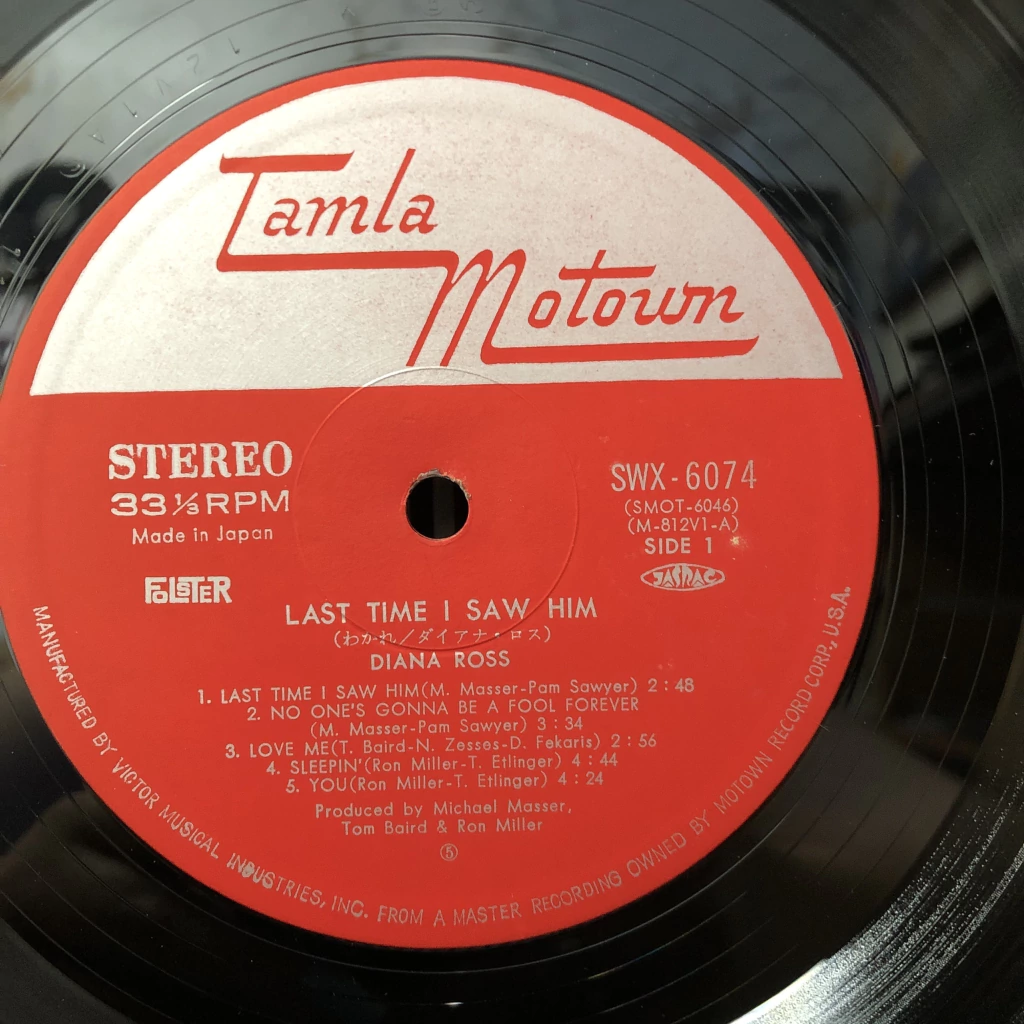 Tamla
Motown
STEREO
33⅓RPM
Made in Japan
FOLSTER
SWX-6074
(SMOT-6046)
(M-812V1-A)
SIDE 1
JASRAC
LAST TIME I SAW HIM
(わかれ/ダイアナ・ロス)
DIANA ROSS
1. LAST TIME I SAW HIM(M. Masser-Pam Sawyer) 2:48
2. NO ONE'S GONNA BE A FOOL FOREVER
(M. Masser-Pam Sawyer) 3:34
3. LOVE ME(T. Baird-N. Zesses-D. Fekaris) 2:56
4. SLEEPIN'(Ron Miller-T. Etlinger) 4:44
5. YOU(Ron Miller-T. Etlinger) 4:24
Produced by Michael Masser,
Tom Baird & Ron Miller
⑤
MANUFACTURED BY VICTOR MUSICAL INDUSTRIES, INC. FROM A MASTER RECORDING OWNED BY MOTOWN RECORD CORP, U.S.A.